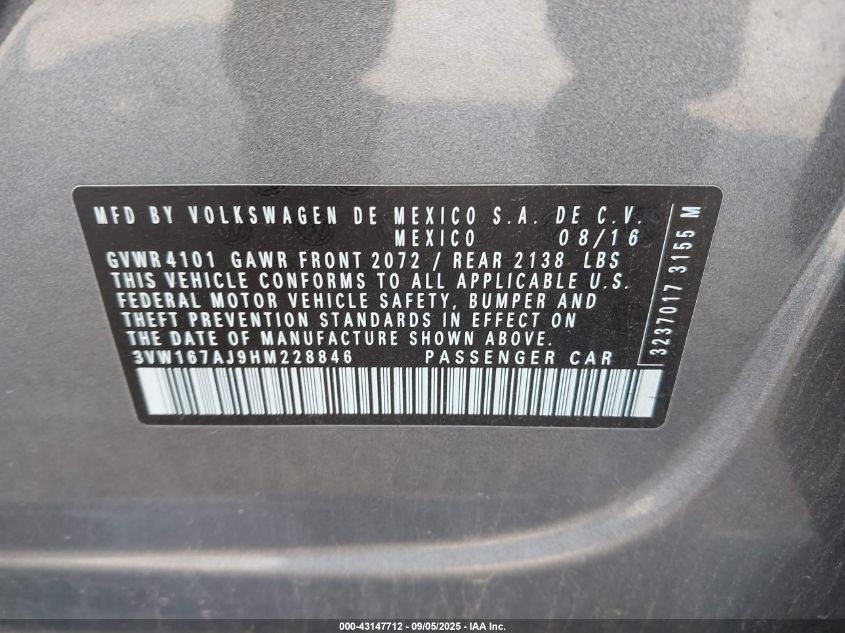 MFD BY VOLKSWAGEN DE MEXICO S.A. DE C.V.
MEXICO 08/16
GVWR 4101 GAWR FRONT 2072 / REAR 2138 LBS
THIS VEHICLE CONFORMS TO ALL APPLICABLE U.S.
FEDERAL MOTOR VEHICLE SAFETY, BUMPER AND
THEFT PREVENTION STANDARDS IN EFFECT ON
THE DATE OF MANUFACTURE SHOWN ABOVE.
3VW167AJ9HM228846 PASSENGER CAR
3237017 3155 M
000-43147712 - 09/05/2025 - IAA Inc.